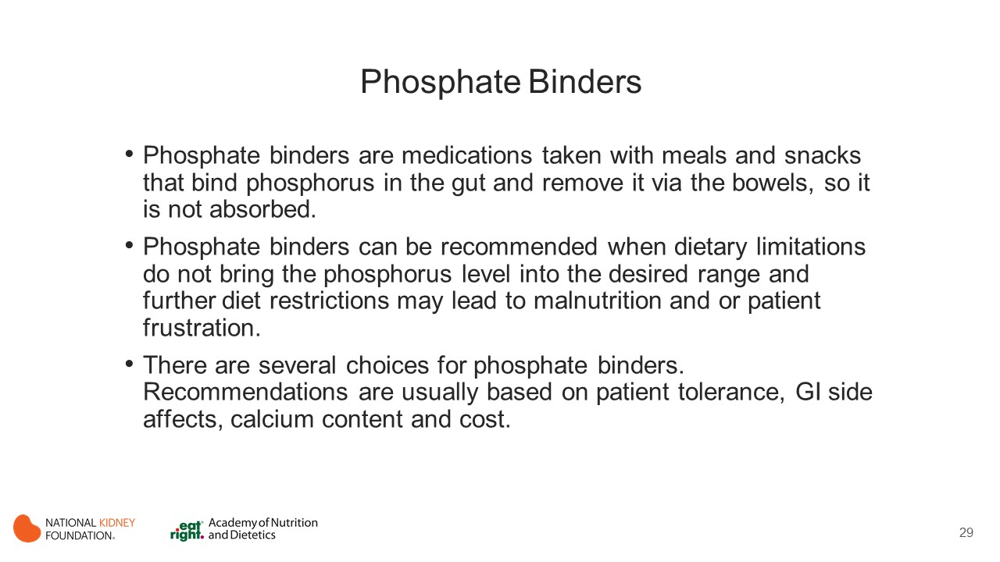 Phosphate Binders
• Phosphate binders are medications taken with meals and snacks
that bind phosphorus in the gut and remove it via the bowels, so it
is not absorbed.
• Phosphate binders can be recommended when dietary limitations
do not bring the phosphorus level into the desired range and
further diet restrictions may lead to malnutrition and or patient
frustration.
• There are several choices for phosphate binders.
Recommendations are usually based on patient tolerance, GI side
affects, calcium content and cost.
NATIONAL KIDNEY
FOUNDATION®
eat
right.
Academy of Nutrition
and Dietetics
29